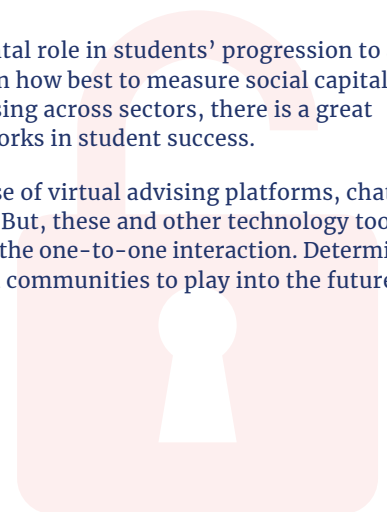 ntal role in students’ progression to
n how best to measure social capital
sing across sectors, there is a great
orks in student success.
se of virtual advising platforms, chat
But, these and other technology too
the one-to-one interaction. Determi
communities to play into the future